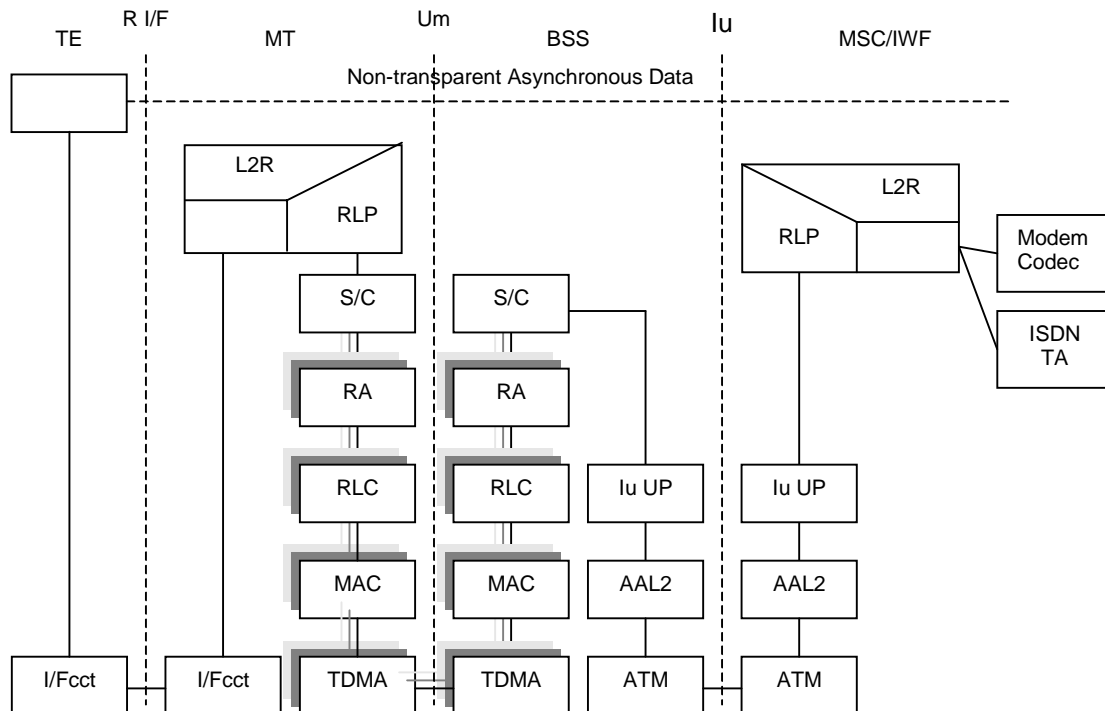 R I/F Um Iu
TE MT BSS MSC/IWF
Non-transparent Asynchronous Data
L2R
RLP
L2R
RLP
Modem
Codec
S/C S/C
ISDN
TA
RA RA
RLC RLC Iu UP Iu UP
MAC MAC AAL2 AAL2
I/Fcct I/Fcct TDMA TDMA ATM ATM